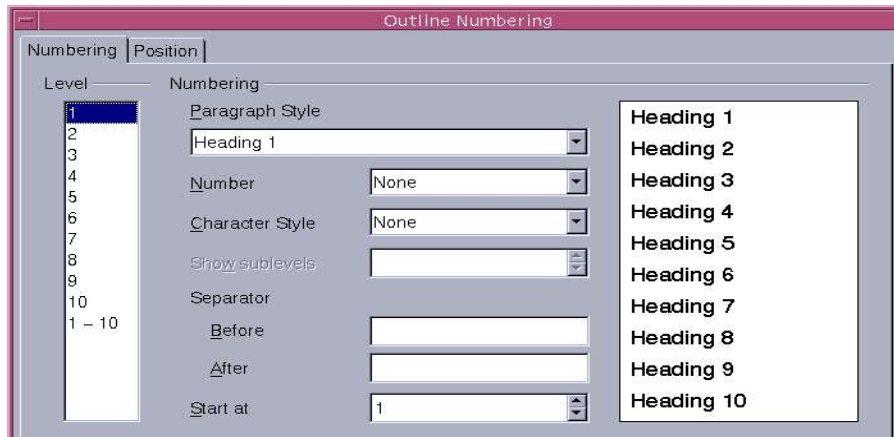 Outline Numbering
Numbering Position
Level
1
2
3
4
5
6
7
8
9
10
1 – 10
Numbering
Paragraph Style
Heading 1
Number None
Character Style None
Show sublevels
Separator
Before
After
Start at 1
Heading 1
Heading 2
Heading 3
Heading 4
Heading 5
Heading 6
Heading 7
Heading 8
Heading 9
Heading 10